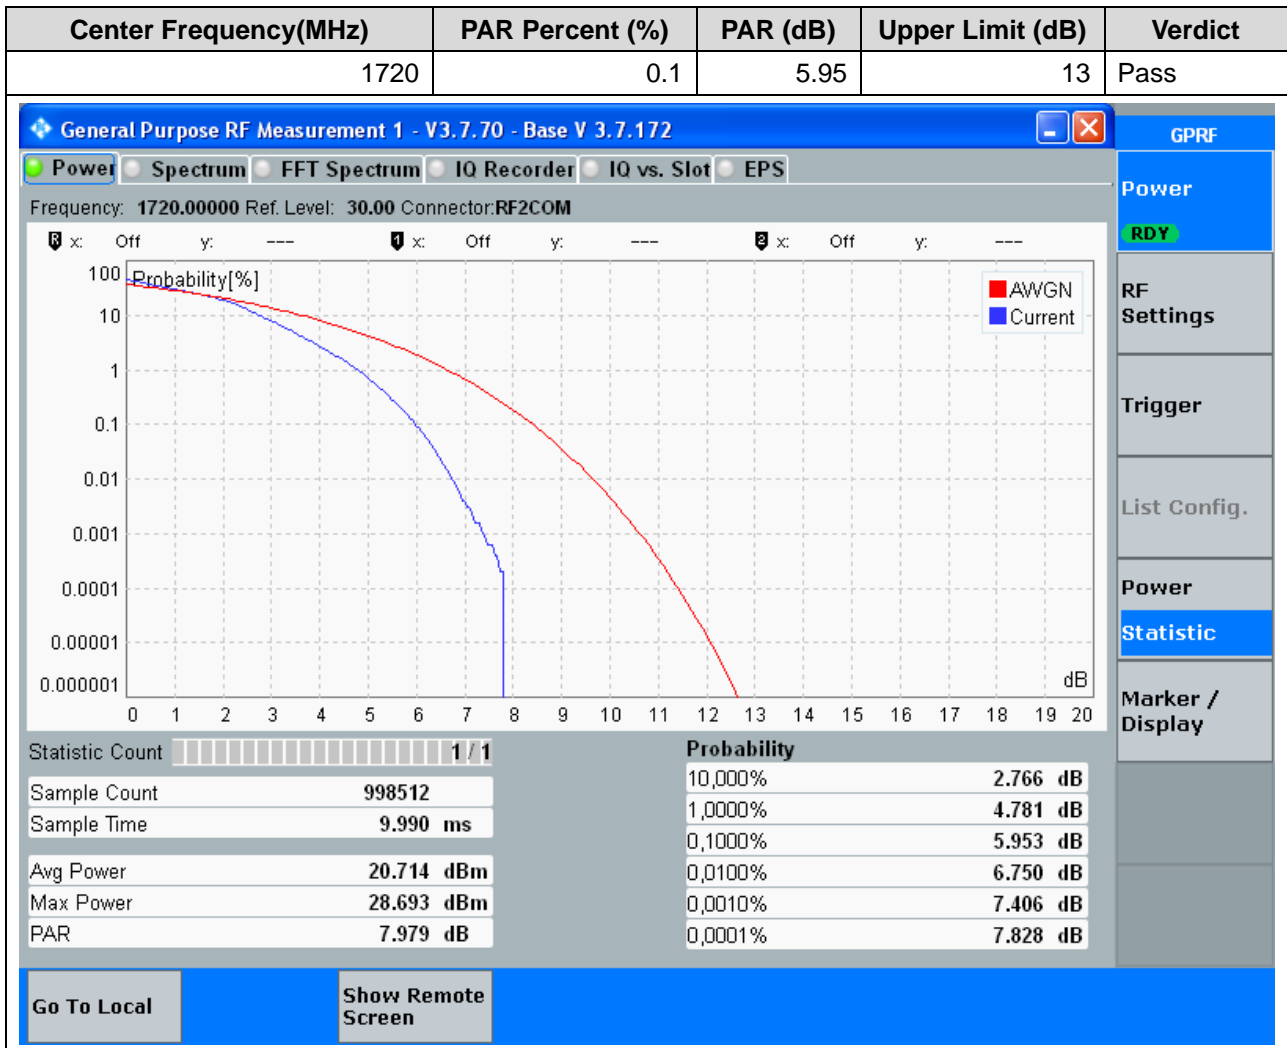 Center Frequency(MHz) PAR Percent (%) PAR (dB) Upper Limit (dB) Verdict
1720 0.1 5.95 13 Pass
General Purpose RF Measurement 1 - V3.7.70 - Base V 3.7.172
GPRF
Power Spectrum FFT Spectrum IQ Recorder IQ vs. Slot EPS
Power
RDY
Frequency: 1720.00000 Ref. Level: 30.00 Connector:RF2COM
R x: Off y: --- 1 x: Off y: --- 2 x: Off y: ---
Probability[%]
AWGN
Current
100
10
1
0.1
0.01
0.001
0.0001
0.00001
0.000001
dB
0 1 2 3 4 5 6 7 8 9 10 11 12 13 14 15 16 17 18 19 20
RF
Settings
Trigger
List Config.
Power
Statistic
Marker /
Display
Statistic Count 1 / 1
Sample Count 998512
Sample Time 9.990 ms
Avg Power 20.714 dBm
Max Power 28.693 dBm
PAR 7.979 dB
Probability
10,000% 2.766 dB
1,0000% 4.781 dB
0,1000% 5.953 dB
0,0100% 6.750 dB
0,0010% 7.406 dB
0,0001% 7.828 dB
Go To Local
Show Remote
Screen